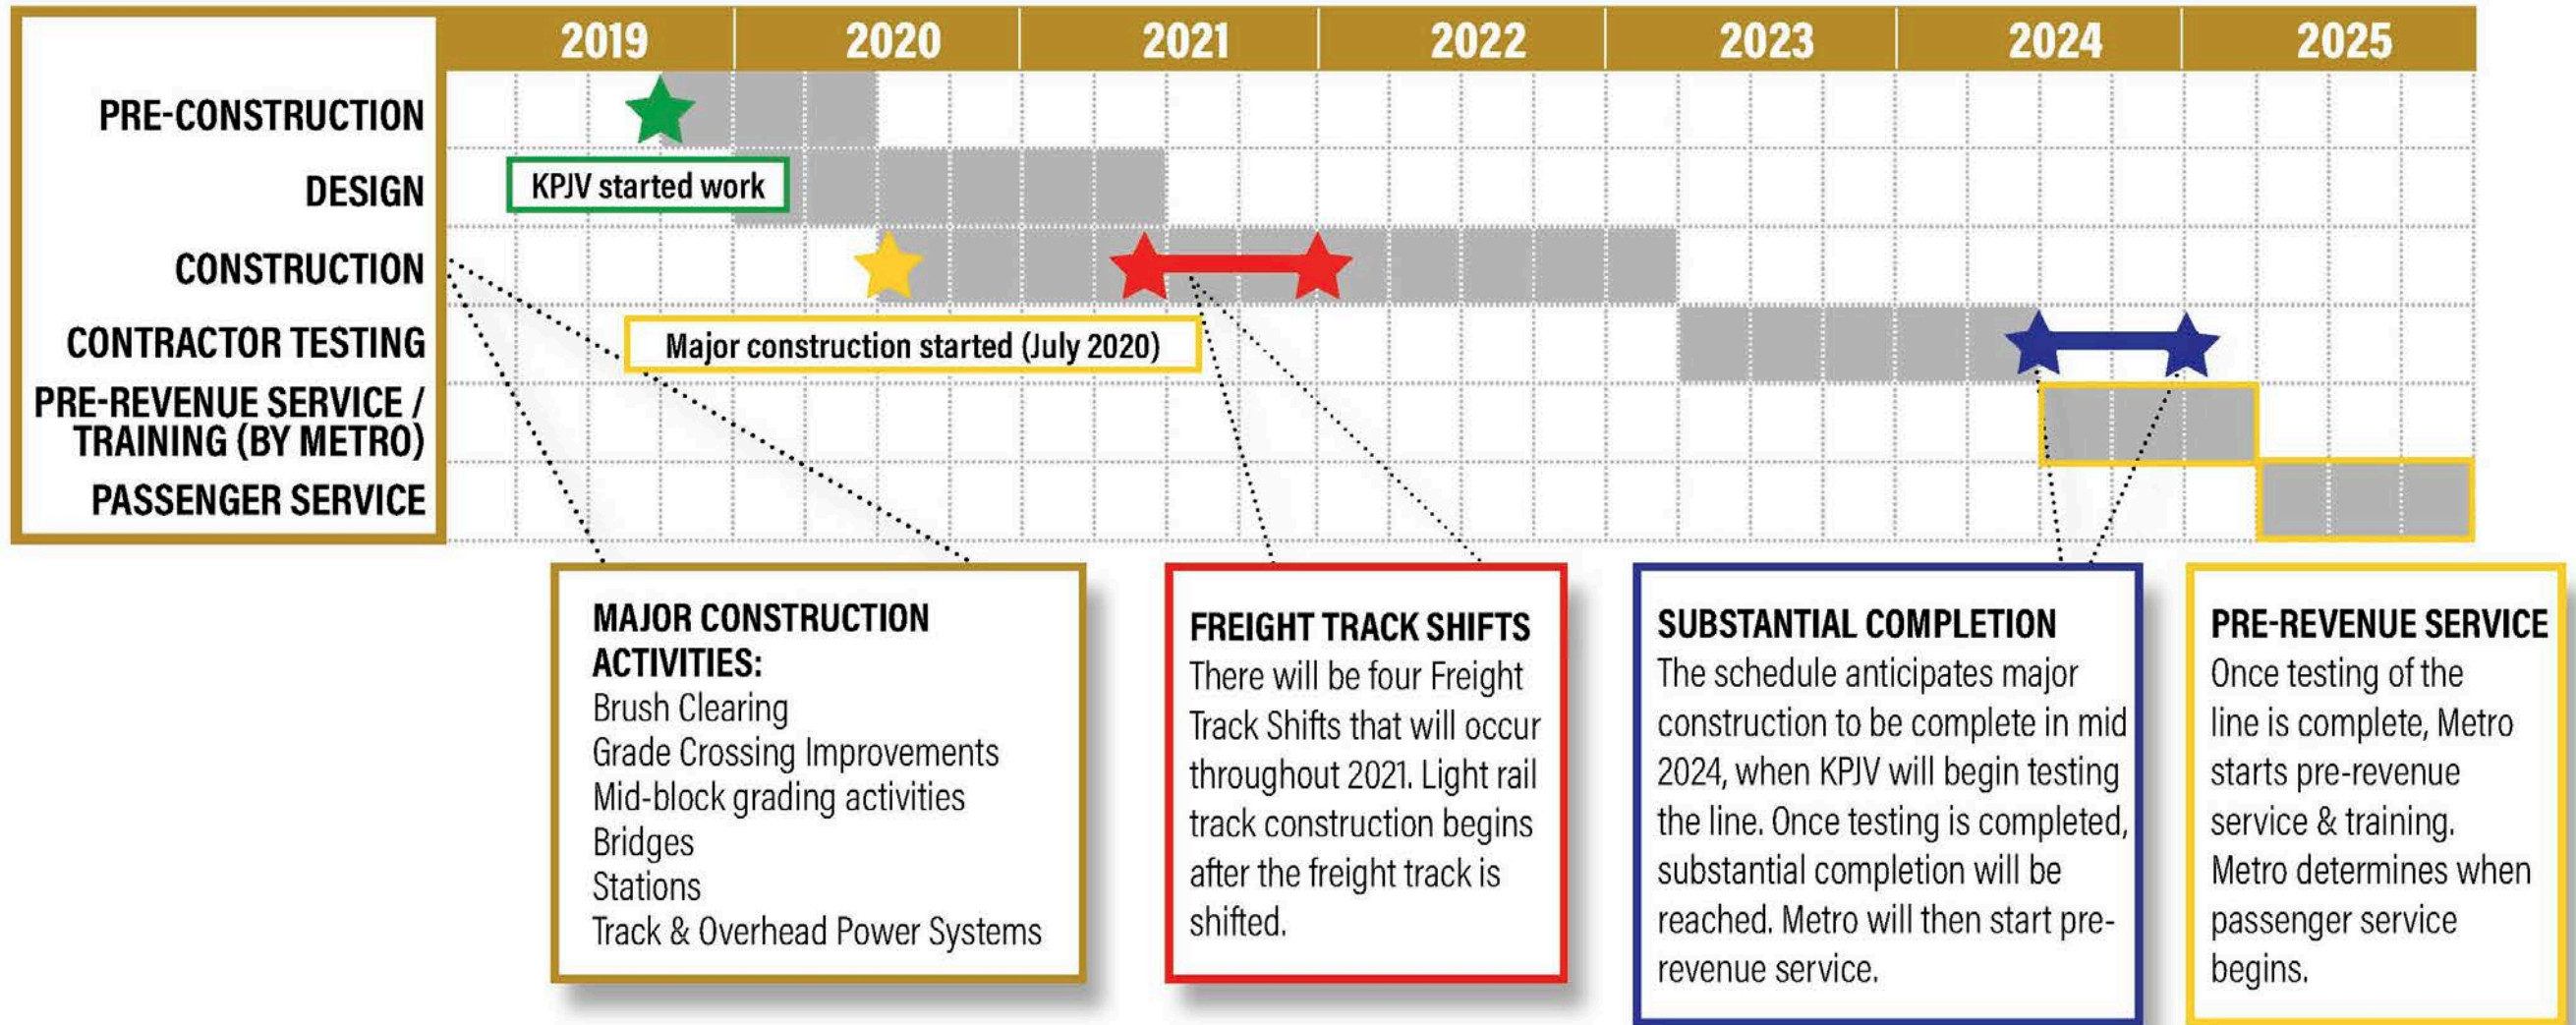 2019 2020 2021 2022 2023 2024 2025
PRE-CONSTRUCTION
KPJV started work
DESIGN
CONSTRUCTION
Major construction started (July 2020)
CONTRACTOR TESTING
PRE-REVENUE SERVICE /
TRAINING (BY METRO)
PASSENGER SERVICE
MAJOR CONSTRUCTION
ACTIVITIES:
Brush Clearing
Grade Crossing Improvements
Mid-block grading activities
Bridges
Stations
Track & Overhead Power Systems
FREIGHT TRACK SHIFTS
There will be four Freight
Track Shifts that will occur
throughout 2021. Light rail
track construction begins
after the freight track is
shifted.
SUBSTANTIAL COMPLETION
The schedule anticipates major
construction to be complete in mid
2024, when KPJV will begin testing
the line. Once testing is completed,
substantial completion will be
reached. Metro will then start pre-
revenue service.
PRE-REVENUE SERVICE
Once testing of the
line is complete, Metro
starts pre-revenue
service & training.
Metro determines when
passenger service
begins.